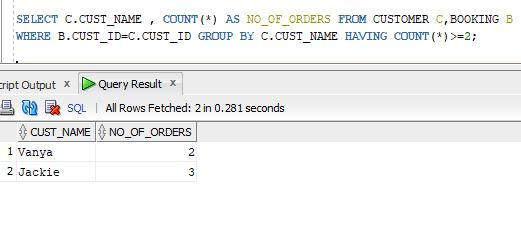 SELECT C.CUST_NAME , COUNT(*) AS NO_OF_ORDERS FROM CUSTOMER C,BOOKING B
WHERE B.CUST_ID=C.CUST_ID GROUP BY C.CUST_NAME HAVING COUNT(*)>=2;
cript Output x Query Result x
SQL | All Rows Fetched: 2 in 0.281 seconds
CUST_NAME NO_OF_ORDERS
1 Vanya 2
2 Jackie 3